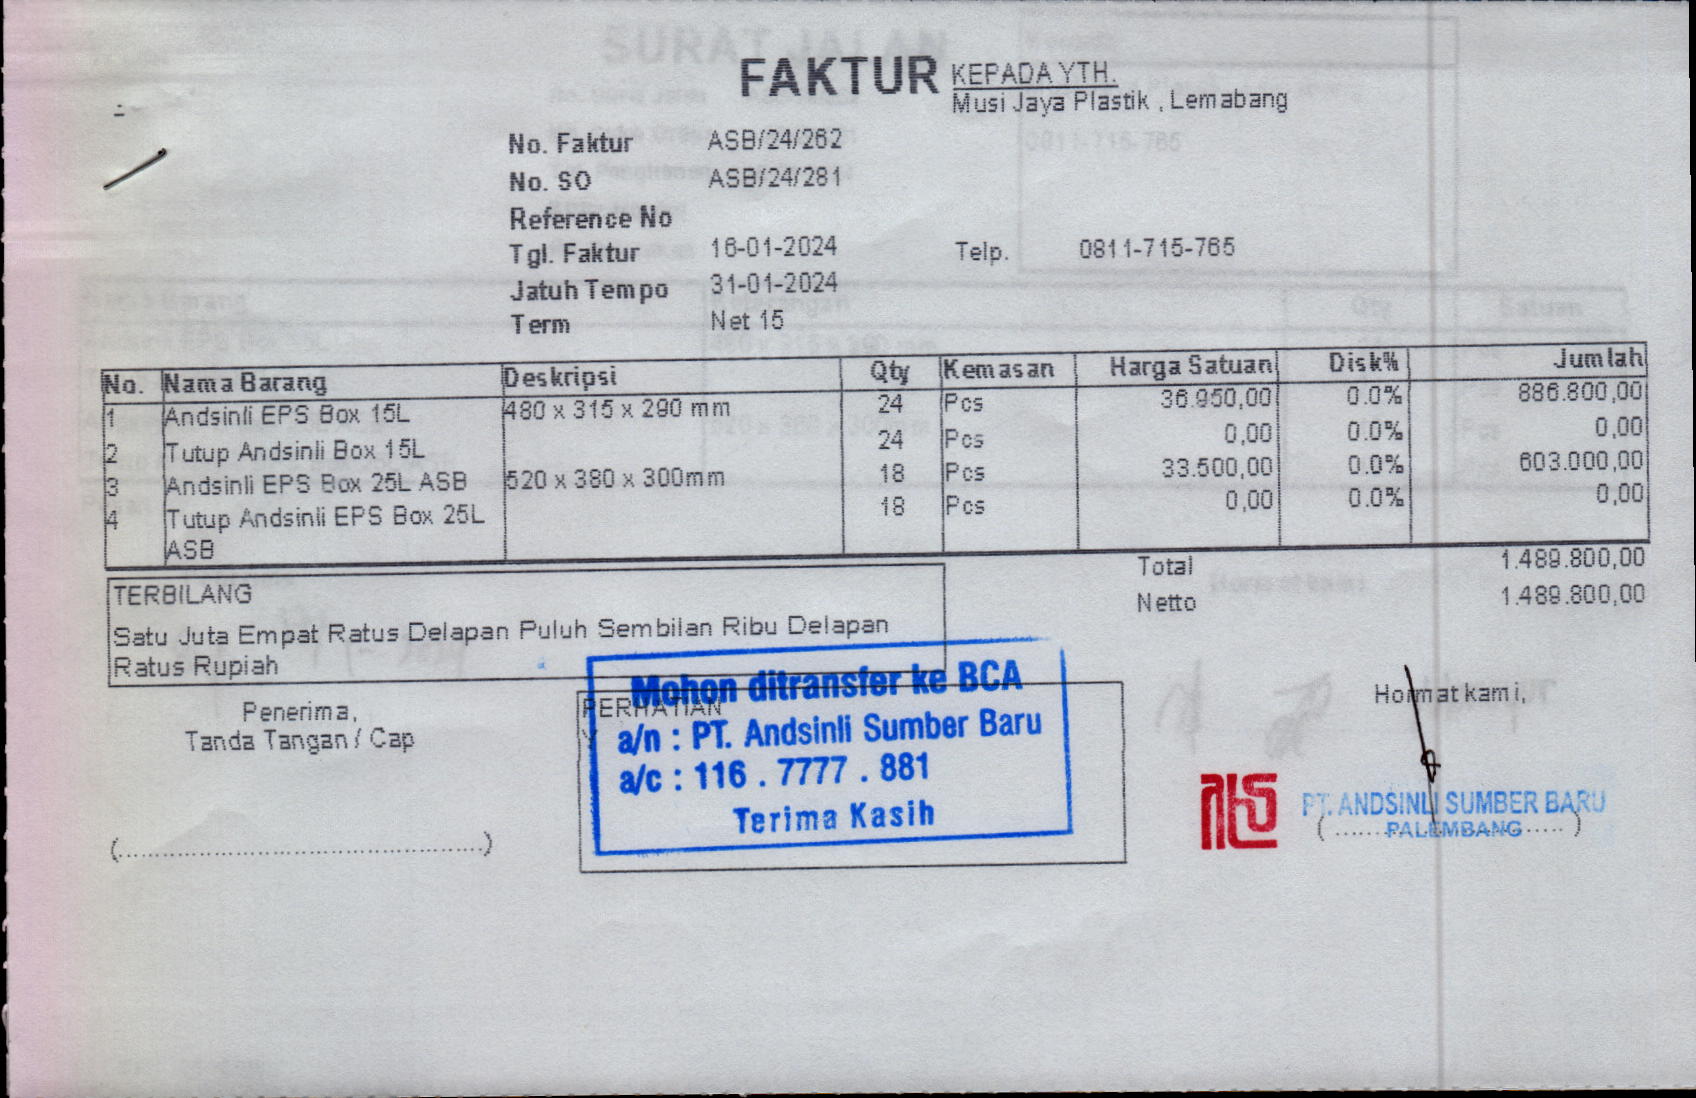 FAKTUR
KEPADA YTH.
Musi Jaya Plastik , Lemabang
No. Faktur ASB/24/262
No. SO ASB/24/281
Reference No
Tgl. Faktur 16-01-2024 Telp. 0811-715-765
Jatuh Tempo 31-01-2024
Term Net 15
No. Nama Barang Deskripsi Qty Kemasan Harga Satuan Disk% Jumlah
1 Andsinli EPS Box 15L 480 x 315 x 290 mm 24 Pcs 36.950,00 0.0% 886.800,00
2 Tutup Andsinli Box 15L 24 Pcs 0,00 0.0% 0,00
3 Andsinli EPS Box 25L ASB 520 x 380 x 300mm 18 Pcs 33.500,00 0.0% 603.000,00
4 Tutup Andsinli EPS Box 25L 18 Pcs 0,00 0.0% 0,00
ASB
Total 1.489.800,00
Netto 1.489.800,00
TERBILANG
Satu Juta Empat Ratus Delapan Puluh Sembilan Ribu Delapan
Ratus Rupiah
Penerima,
Tanda Tangan / Cap
(..........)
PERHATIAN
Mohon ditransfer ke BCA
a/n : PT. Andsinli Sumber Baru
a/c : 116 . 7777 . 881
Terima Kasih
Hormat kami,
PT. ANDSINLI SUMBER BARU
PALEMBANG